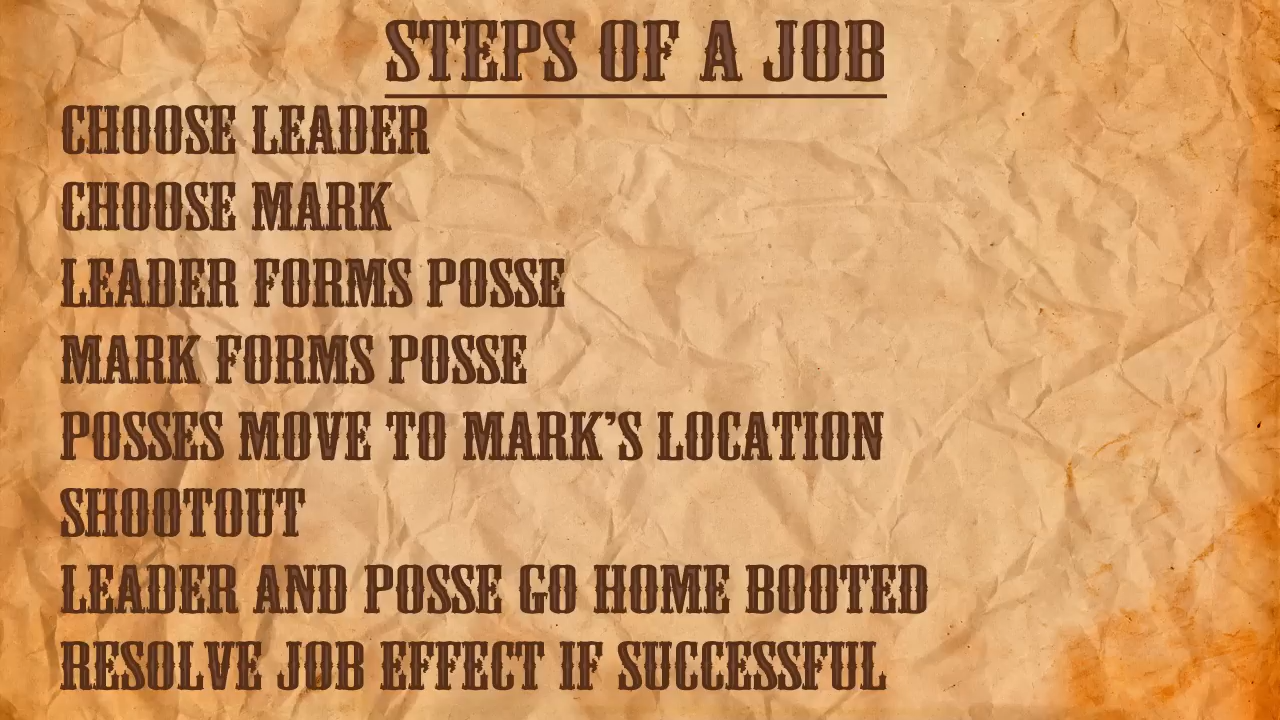 STEPS OF A JOB
CHOOSE LEADER
CHOOSE MARK
LEADER FORMS POSSE
MARK FORMS POSSE
POSSES MOVE TO MARK’S LOCATION
SHOOTOUT
LEADER AND POSSE GO HOME BOOTED
RESOLVE JOB EFFECT IF SUCCESSFUL